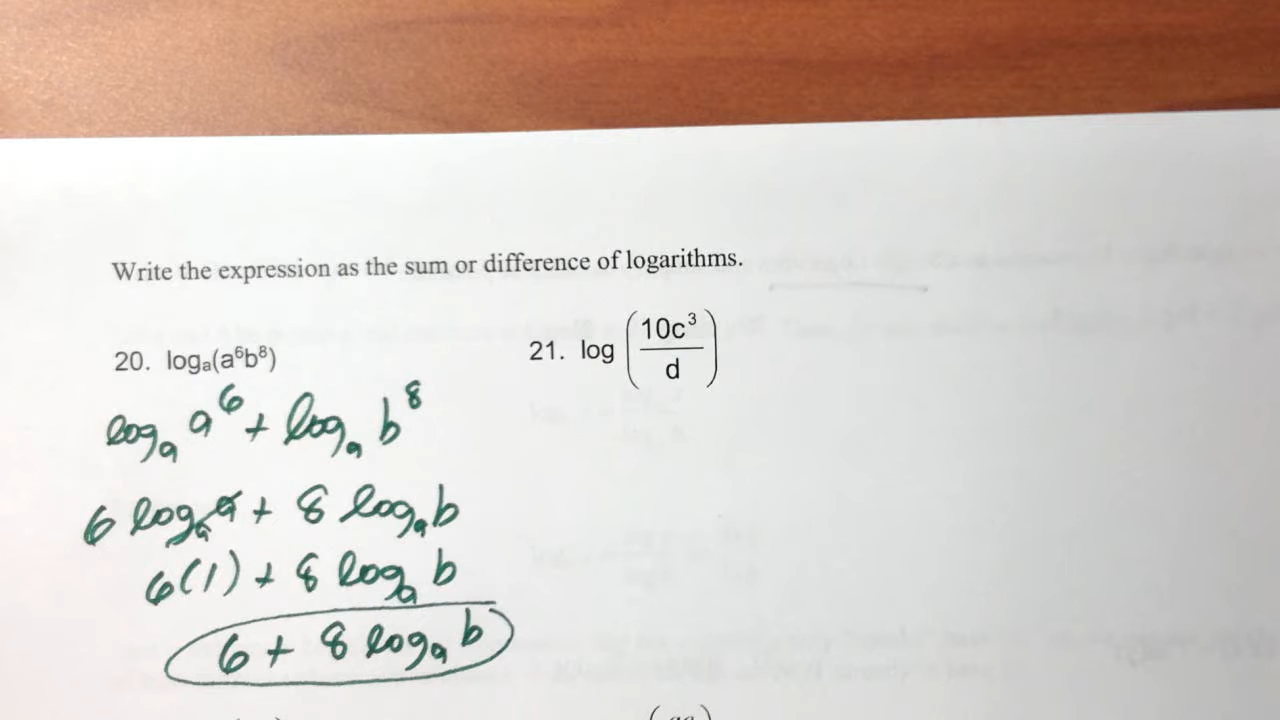 Write the expression as the sum or difference of logarithms.
20. logₐ(a⁶b⁸)
21. log (10c³/d)
logₐ a⁶ + logₐ b⁸
6 logₐ a + 8 logₐ b
6(1) + 8 logₐ b
6 + 8 logₐ b